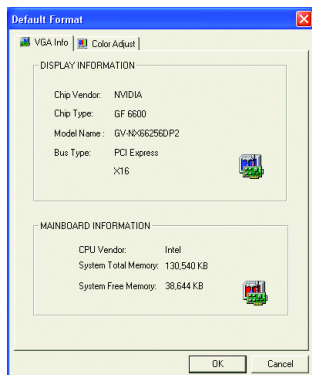 Default Format
VGA Info Color Adjust
DISPLAY INFORMATION
Chip Vendor: NVIDIA
Chip Type: GF 6600
Model Name : GV-NX66256DP2
Bus Type: PCI Express
X16
MAINBOARD INFORMATION
CPU Vendor: Intel
System Total Memory: 130,540 KB
System Free Memory: 38,644 KB
OK Cancel